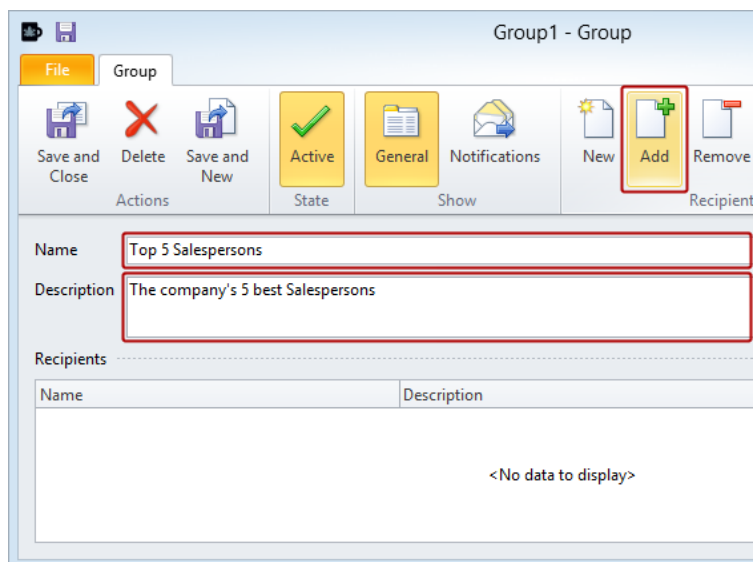 Group1 - Group
File Group
Save and Close Delete Save and New Active General Notifications New Add Remove
Actions State Show Recipient
Name Top 5 Salespersons
Description The company's 5 best Salespersons
Recipients
Name Description
<No data to display>